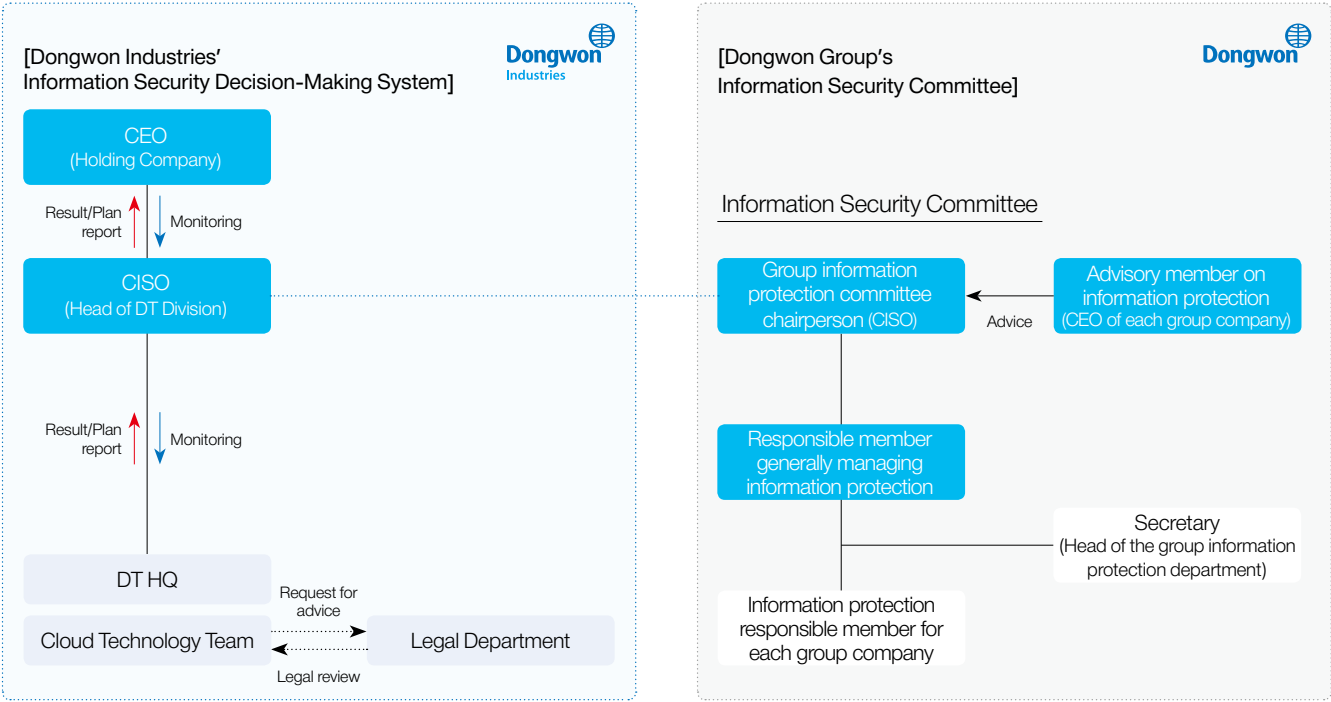 [Dongwon Industries'
Information Security Decision-Making System]
Dongwon
Industries
CEO
(Holding Company)
Result/Plan
report
Monitoring
CISO
(Head of DT Division)
Result/Plan
report
Monitoring
DT HQ
Cloud Technology Team
Request for
advice
Legal review
Legal Department
[Dongwon Group's
Information Security Committee]
Dongwon
Information Security Committee
Group information
protection committee
chairperson (CISO)
Advice
Advisory member on
information protection
(CEO of each group company)
Responsible member
generally managing
information protection
Secretary
(Head of the group information
protection department)
Information protection
responsible member for
each group company